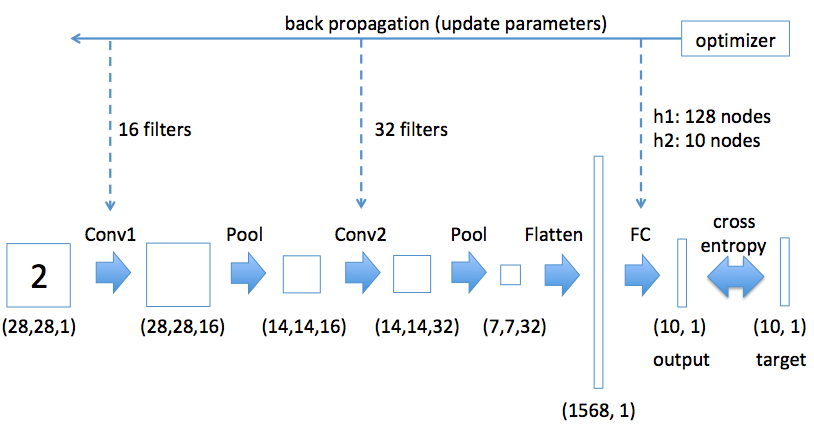 back propagation (update parameters)
optimizer
16 filters
32 filters
h1: 128 nodes
h2: 10 nodes
Conv1
Pool
Conv2
Pool
Flatten
FC
cross
entropy
2
(28,28,1)
(28,28,16)
(14,14,16)
(14,14,32)
(7,7,32)
(10, 1)
(10, 1)
output
target
(1568, 1)